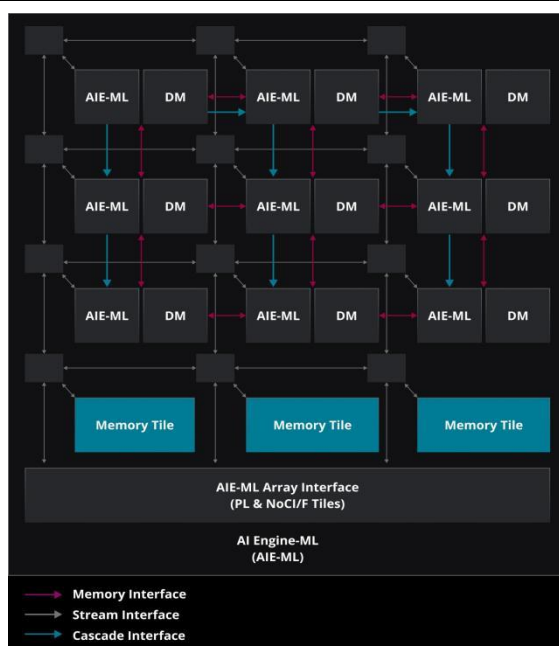 AIE-ML DM AIE-ML DM AIE-ML DM
AIE-ML DM AIE-ML DM AIE-ML DM
AIE-ML DM AIE-ML DM AIE-ML DM
Memory Tile Memory Tile Memory Tile
AIE-ML Array Interface
(PL & NoCI/F Tiles)
AI Engine-ML
(AIE-ML)
Memory Interface
Stream Interface
Cascade Interface